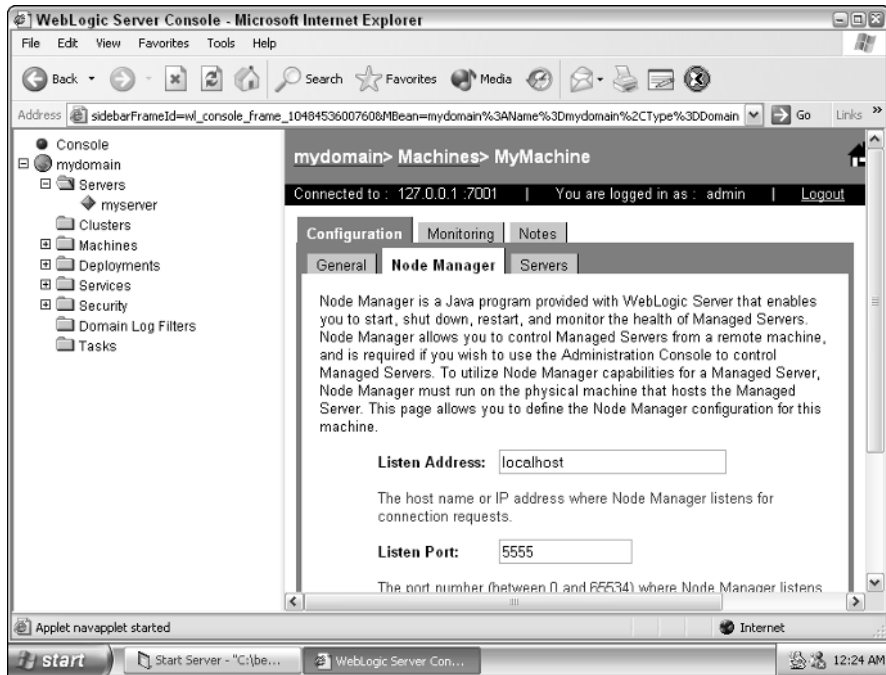 WebLogic Server Console - Microsoft Internet Explorer
File Edit View Favorites Tools Help
Back Search Favorites Media
Address sidebarFrameId=wl_console_frame_1048453600760&MBean=mydomain%3AName%3Dmydomain%2CType%3DDomain Go Links »
Console
mydomain
Servers
myserver
Clusters
Machines
Deployments
Services
Security
Domain Log Filters
Tasks
mydomain> Machines> MyMachine
Connected to : 127.0.0.1 :7001 | You are logged in as : admin | Logout
Configuration Monitoring Notes
General Node Manager Servers
Node Manager is a Java program provided with WebLogic Server that enables
you to start, shut down, restart, and monitor the health of Managed Servers.
Node Manager allows you to control Managed Servers from a remote machine,
and is required if you wish to use the Administration Console to control
Managed Servers. To utilize Node Manager capabilities for a Managed Server,
Node Manager must run on the physical machine that hosts the Managed
Server. This page allows you to define the Node Manager configuration for this
machine.
Listen Address: localhost
The host name or IP address where Node Manager listens for
connection requests.
Listen Port: 5555
The port number (between 0 and 65534) where Node Manager listens
Applet navapplet started Internet
start Start Server - "C:\be... WebLogic Server Con... 12:24 AM